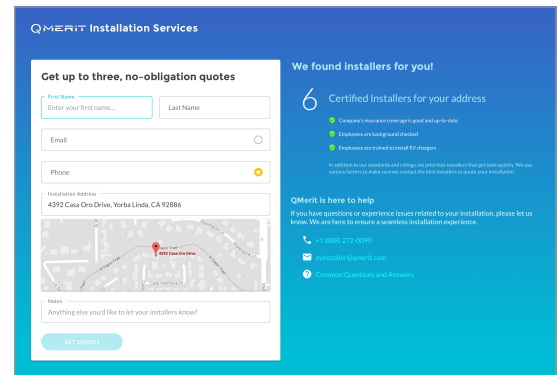 QMERIT Installation Services
Get up to three, no-obligation quotes
First Name
Enter your first name...
Last Name
Email
Phone
Installation Address
4392 Casa Oro Drive, Yorba Linda, CA 92886
4392 Casa Oro Drive
Notes
Anything else you'd like to let your installers know?
GET QUOTES
We found installers for you!
6 Certified Installers for your address
Company's insurance coverage is good and up-to-date
Employees are background checked
Employees are trained to install EV chargers
In addition to our standards and ratings, we prioritize installers that get back quickly. We use
various factors to make sure we contact the best installers to quote your installation.
QMerit is here to help
If you have questions or experience issues related to your installation, please let us
know. We are here to ensure a seamless installation experience.
+1 (888) 272-0090
evinstaller@qmerit.com
Common Questions and Answers